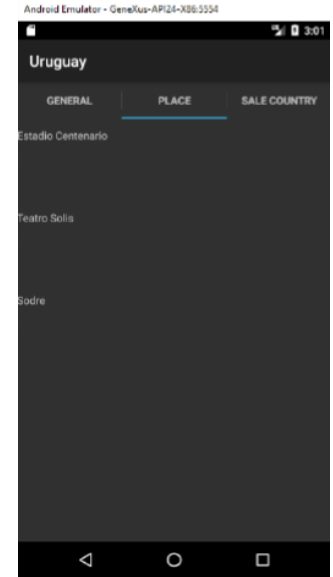 Android Emulator - GeneXus-API24-X86:5554
3:01
Uruguay
GENERAL PLACE SALE COUNTRY
Estadio Centenario
Teatro Solis
Sodre